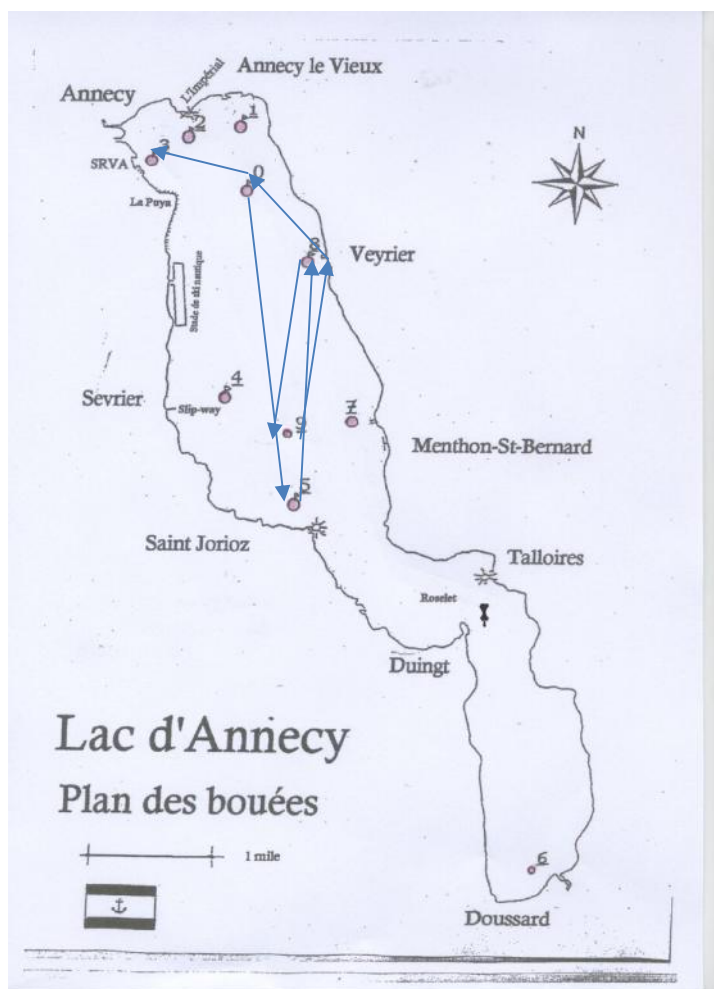 Annecy le Vieux
L'Impérial
Annecy
1
2
3
SRVA
0
N
La Puya
8
Veyrier
Stade de ski nautique
4
Sevrier
Slip-way
9
7
Menthon-St-Bernard
5
Saint Jorioz
Talloires
Roselet
Duingt
Lac d'Annecy
Plan des bouées
1 mile
6
Doussard